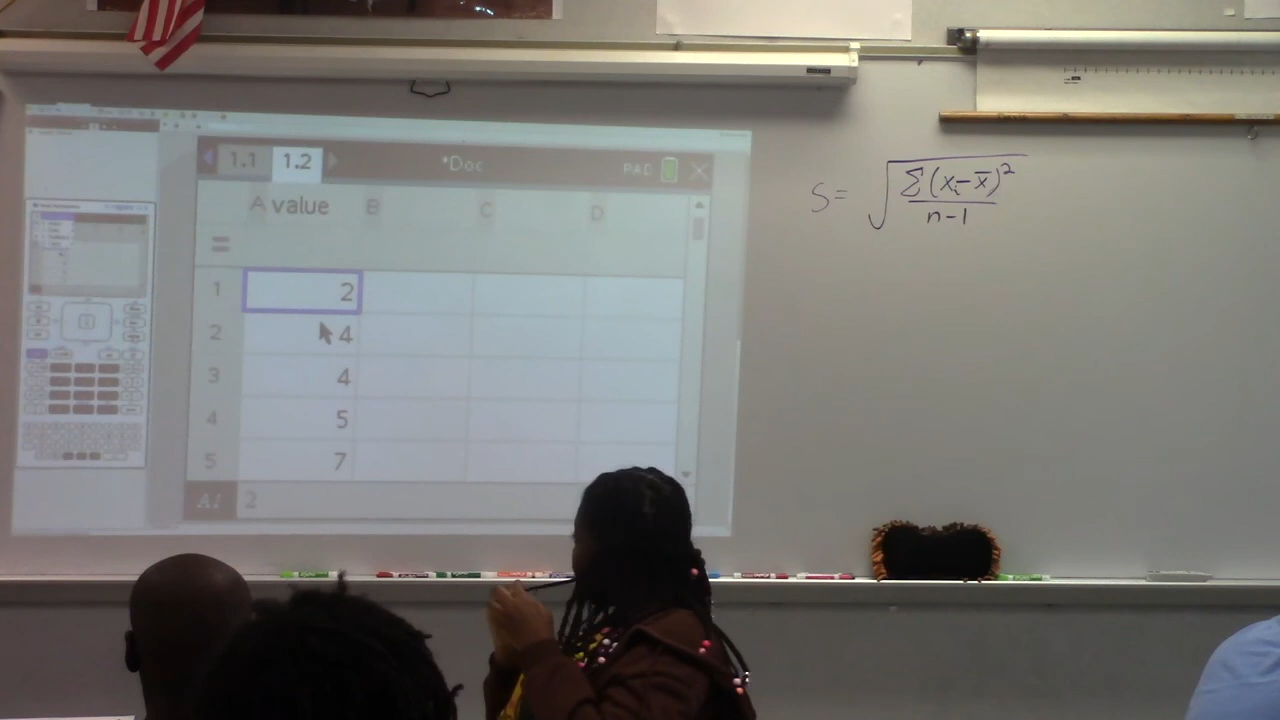 1.1 1.2 *Doc RAD
A value B C D
=
1 2
2 4
3 4
4 5
5 7
A1 2
S = √ Σ(xᵢ-x̄)²
n-1